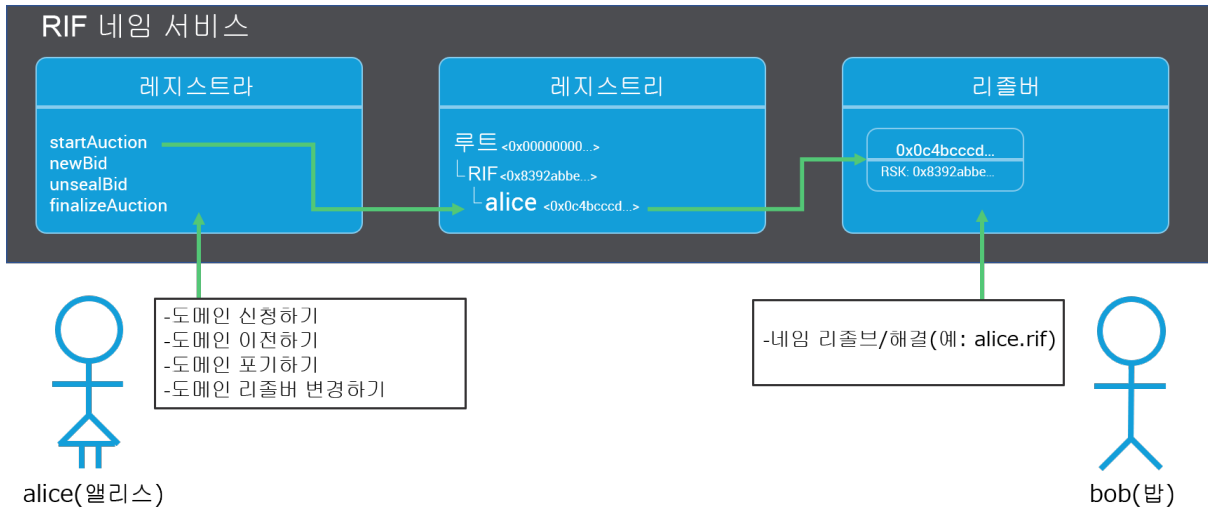 RIF 네임 서비스
레지스트라
startAuction
newBid
unsealBid
finalizeAuction
레지스트리
루트 <0x00000000...>
RIF <0x8392abbe...>
alice <0x0c4bcccd...>
리졸버
0x0c4bcccd...
RSK: 0x8392abbe...
-도메인 신청하기
-도메인 이전하기
-도메인 포기하기
-도메인 리졸버 변경하기
-네임 리졸브/해결(예: alice.rif)
alice(앨리스)
bob(밥)